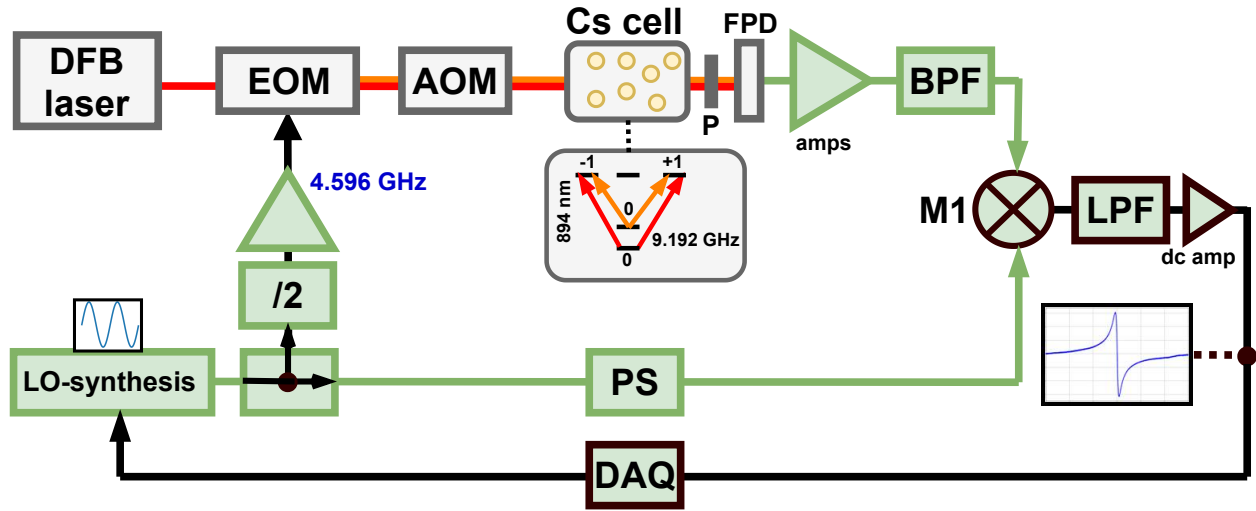 DFB
laser
EOM
AOM
Cs cell
P
FPD
amps
BPF
4.596 GHz
-1
+1
894 nm
0
9.192 GHz
0
M1
LPF
dc amp
/2
LO-synthesis
PS
DAQ